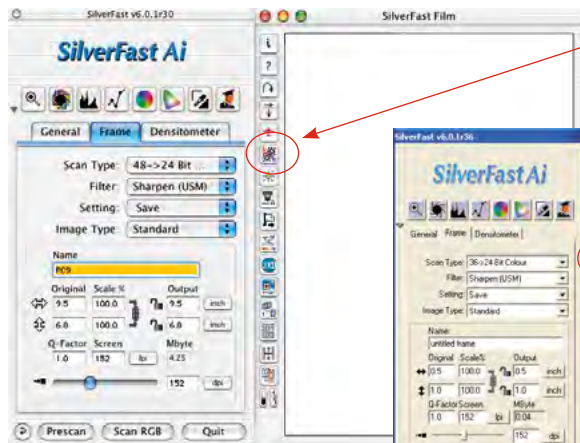 SilverFast v6.0.1r30
SilverFast Ai
General Frame Densitometer
Scan Type: 48->24 Bit ...
Filter: Sharpen (USM)
Setting: Save
Image Type: Standard
Name
P09
Original Scale % Output
9.5 100.0 9.5 inch
6.0 100.0 6.0 inch
Q-Factor Screen Mbyte
1.0 152 lpi 4.25
152 dpi
Prescan Scan RGB Quit
SilverFast Film
i
?
SilverFast v6.0.1r36
SilverFast Ai
General Frame Densitometer
Scan Type: 36->24 Bit Colour
Filter: Sharpen (USM)
Setting: Save
Image Type: Standard
Name:
untitled frame
Original Scale% Output
0.5 100.0 0.5 inch
1.0 100.0 1.0 inch
Q-Factor Screen MByte
1.0 152 lpi 0.04
152 dpi